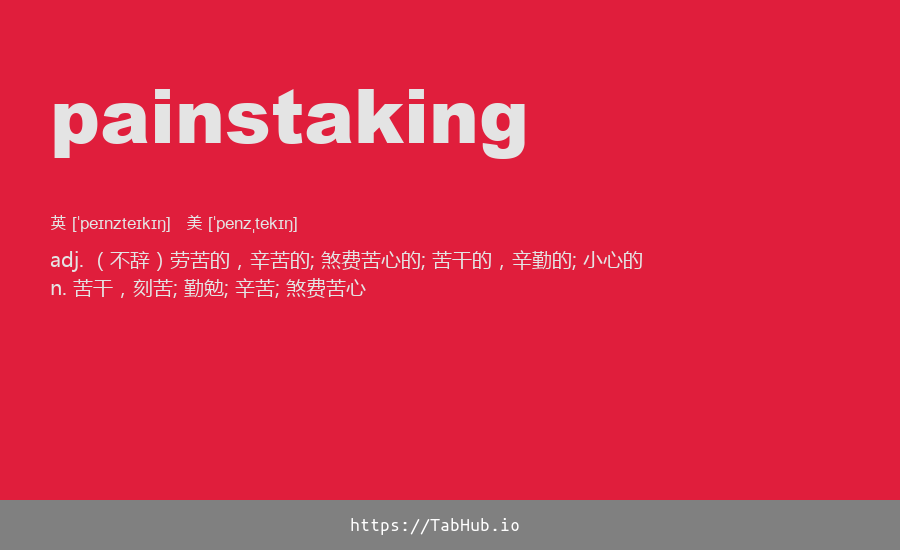 painstaking
英 [ˈpeɪnzteɪkɪŋ] 美 [ˈpenzˌtekɪŋ]
adj. （不辞）劳苦的，辛苦的; 煞费苦心的; 苦干的，辛勤的; 小心的
n. 苦干，刻苦; 勤勉; 辛苦; 煞费苦心
https://TabHub.io